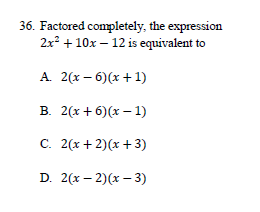 36. Factored completely, the expression
2x² + 10x – 12 is equivalent to
A. 2(x – 6)(x + 1)
B. 2(x + 6)(x – 1)
C. 2(x + 2)(x + 3)
D. 2(x – 2)(x – 3)